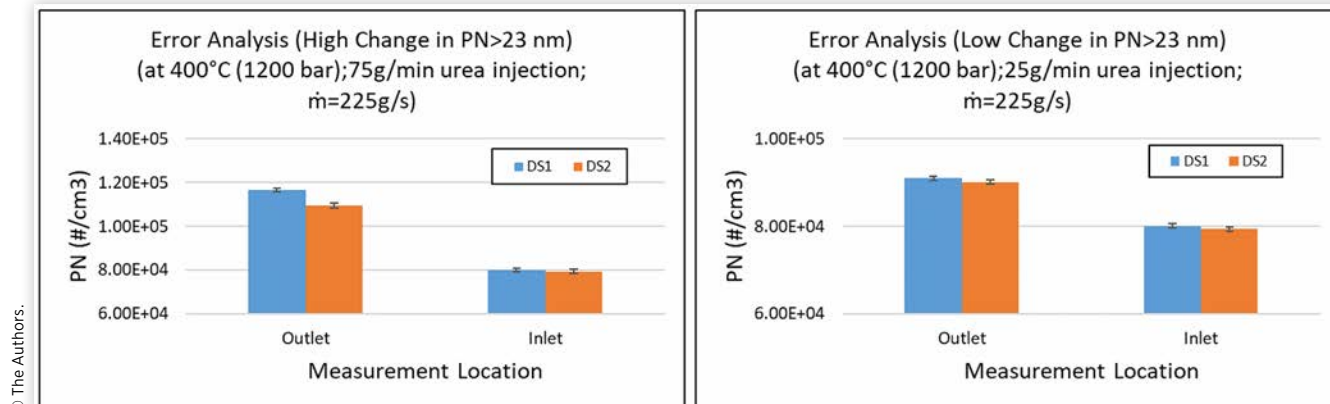 Error Analysis (High Change in PN>23 nm)
(at 400°C (1200 bar);75g/min urea injection;
ṁ=225g/s)
1.40E+05
1.20E+05
1.00E+05
8.00E+04
6.00E+04
PN (#/cm3)
DS1 DS2
Outlet Inlet
Measurement Location
Error Analysis (Low Change in PN>23 nm)
(at 400°C (1200 bar);25g/min urea injection;
ṁ=225g/s)
1.00E+05
8.00E+04
6.00E+04
PN (#/cm3)
DS1 DS2
Outlet Inlet
Measurement Location
© The Authors.